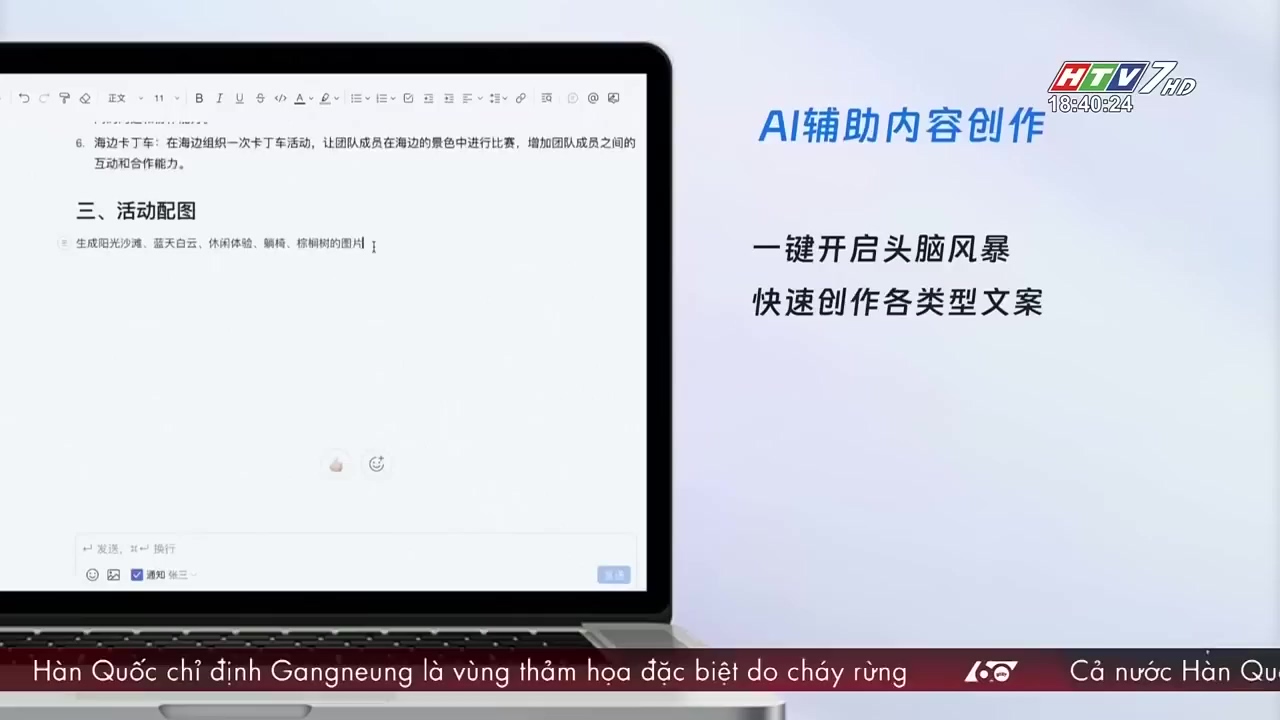 HTV7 HD
18:40:24
AI辅助内容创作
一键开启头脑风暴
快速创作各类型文案
正文 11 B I U S A
6. 海边卡丁车：在海边组织一次卡丁车活动，让团队成员在海边的景色中进行比赛，增加团队成员之间的
互动和合作能力。
三、活动配图
生成阳光沙滩、蓝天白云、休闲体验、躺椅、棕榈树的图片
发送， ⌘↵ 换行
通知 张三
发送
Hàn Quốc chỉ định Gangneung là vùng thảm họa đặc biệt do cháy rừng 60 giây Cả nước Hàn Qu